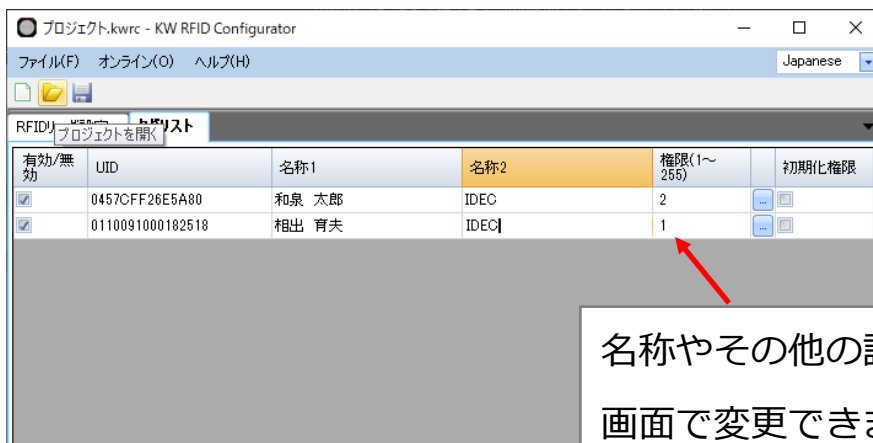 プロジェクト.kwrc - KW RFID Configurator
ファイル(F) オンライン(O) ヘルプ(H) Japanese
プロジェクトを開く
有効/無効 UID 名称1 名称2 権限(1～255) 初期化権限
0457CFF26E5A80 和泉 太郎 IDEC 2 ...
0110091000182518 相出 育夫 IDEC 1 ...
名称やその他の
画面で変更でき